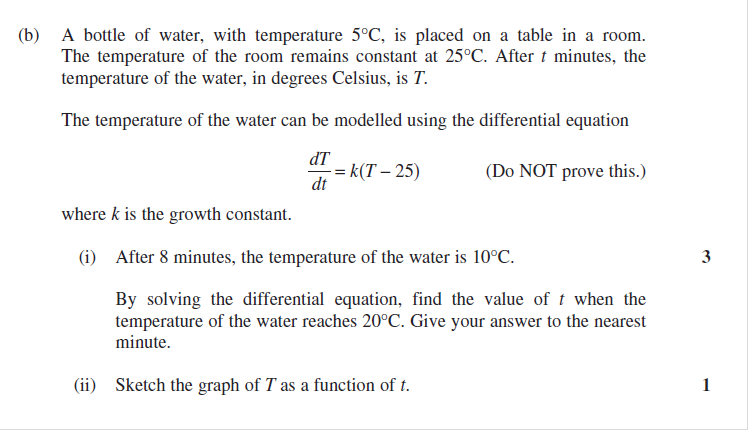 (b) A bottle of water, with temperature 5°C, is placed on a table in a room.
The temperature of the room remains constant at 25°C. After t minutes, the
temperature of the water, in degrees Celsius, is T.
The temperature of the water can be modelled using the differential equation
dT/dt = k(T – 25) (Do NOT prove this.)
where k is the growth constant.
(i) After 8 minutes, the temperature of the water is 10°C. 3
By solving the differential equation, find the value of t when the
temperature of the water reaches 20°C. Give your answer to the nearest
minute.
(ii) Sketch the graph of T as a function of t. 1